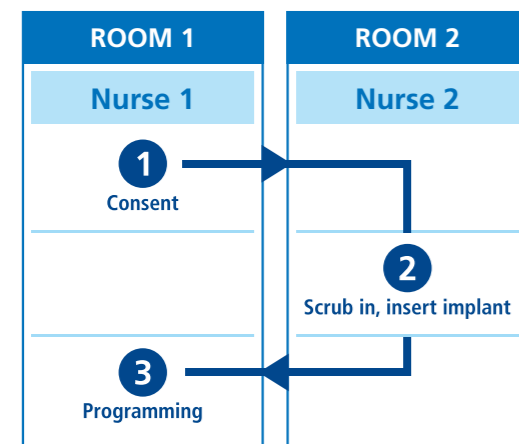 ROOM 1
ROOM 2
Nurse 1
Nurse 2
1
Consent
2
Scrub in, insert implant
3
Programming